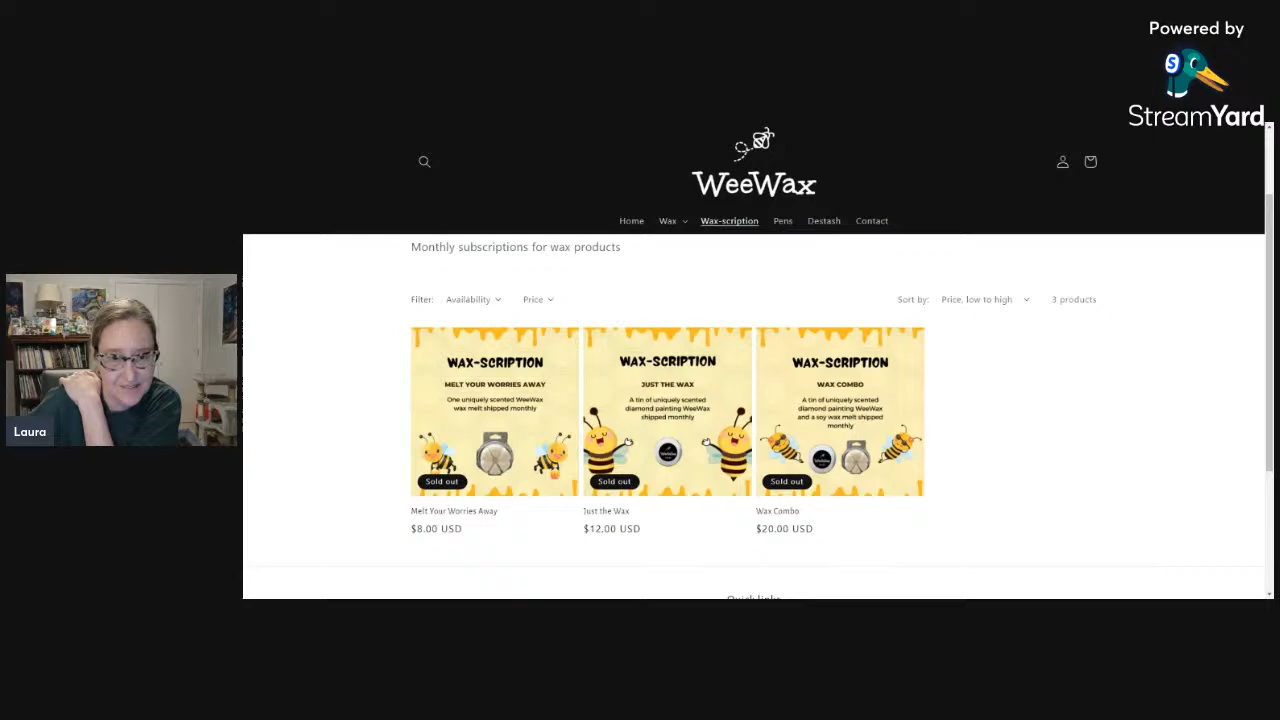 Powered by
S
StreamYard
WeeWax
Home Wax Wax-scription Pens Destash Contact
Monthly subscriptions for wax products
Filter: Availability Price Sort by: Price, low to high 3 products
WAX-SCRIPTION
MELT YOUR WORRIES AWAY
One uniquely scented WeeWax
wax melt shipped monthly
Sold out
Melt Your Worries Away
$8.00 USD
WAX-SCRIPTION
JUST THE WAX
A tin of uniquely scented
diamond painting WeeWax
shipped monthly
Sold out
Just the Wax
$12.00 USD
WAX-SCRIPTION
WAX COMBO
A tin of uniquely scented
diamond painting WeeWax
and a soy wax melt shipped
monthly
Sold out
Wax Combo
$20.00 USD
Laura
Quick links